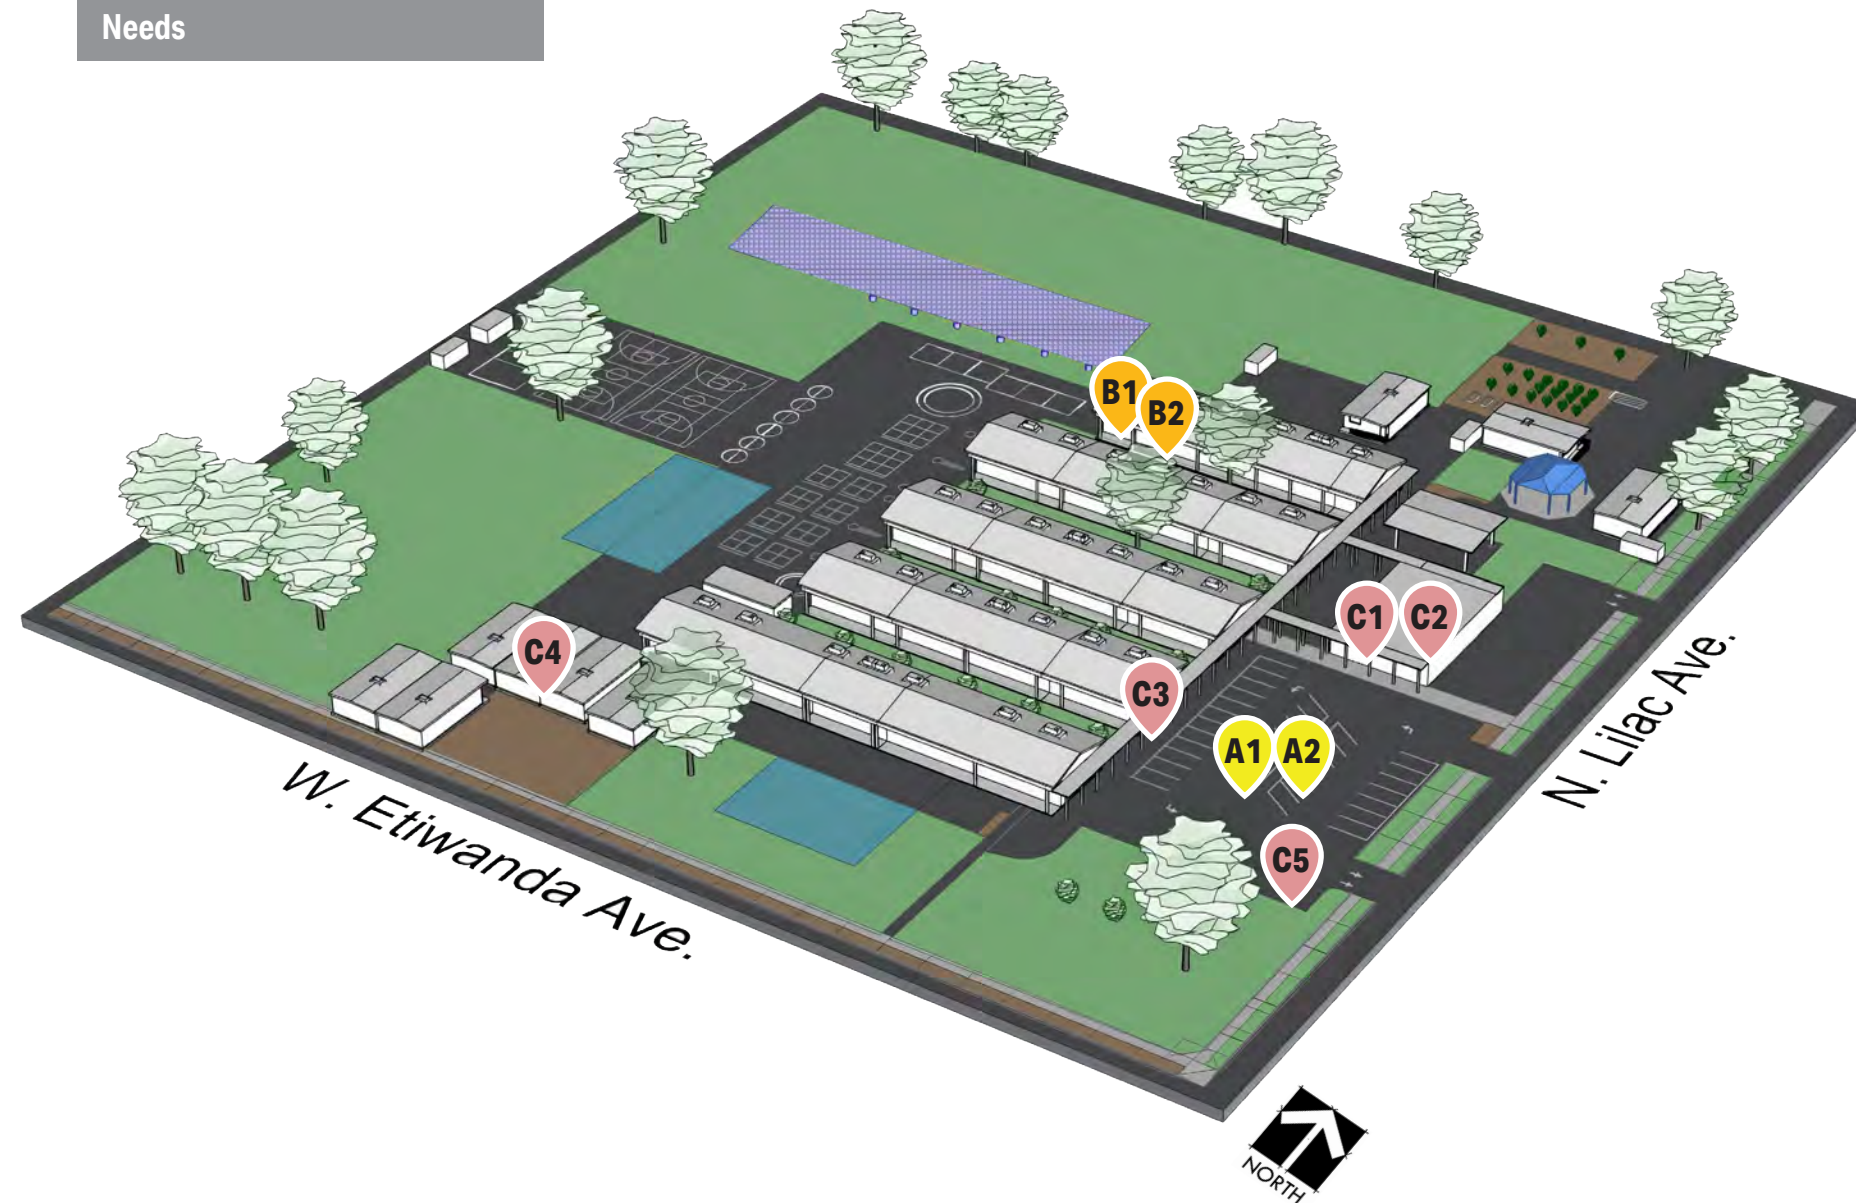 Needs
B1
B2
C1
C2
C4
C3
A1
A2
C5
N. Lilac Ave.
W. Etiwanda Ave.
NORTH